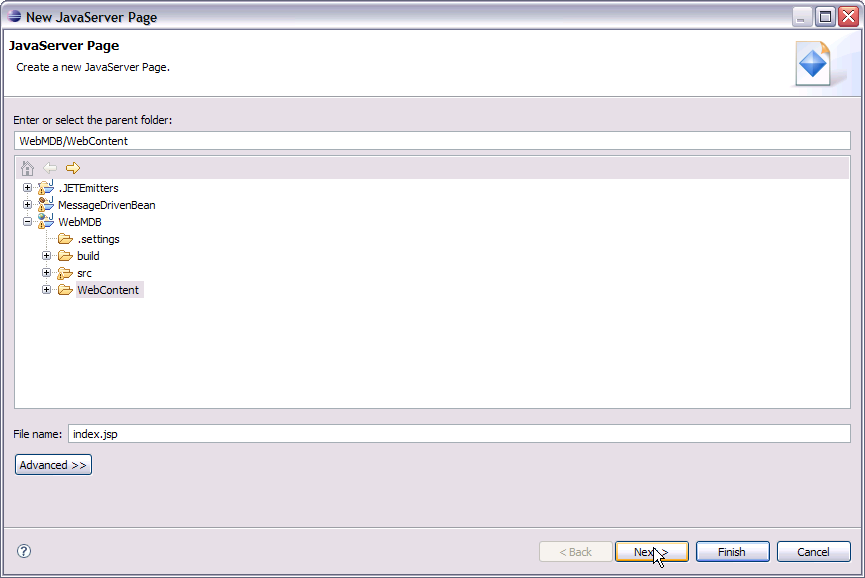 New JavaServer Page
JavaServer Page
Create a new JavaServer Page.
Enter or select the parent folder:
WebMDB/WebContent
.JETEmitters
MessageDrivenBean
WebMDB
.settings
build
src
WebContent
File name: index.jsp
Advanced >>
< Back Next > Finish Cancel